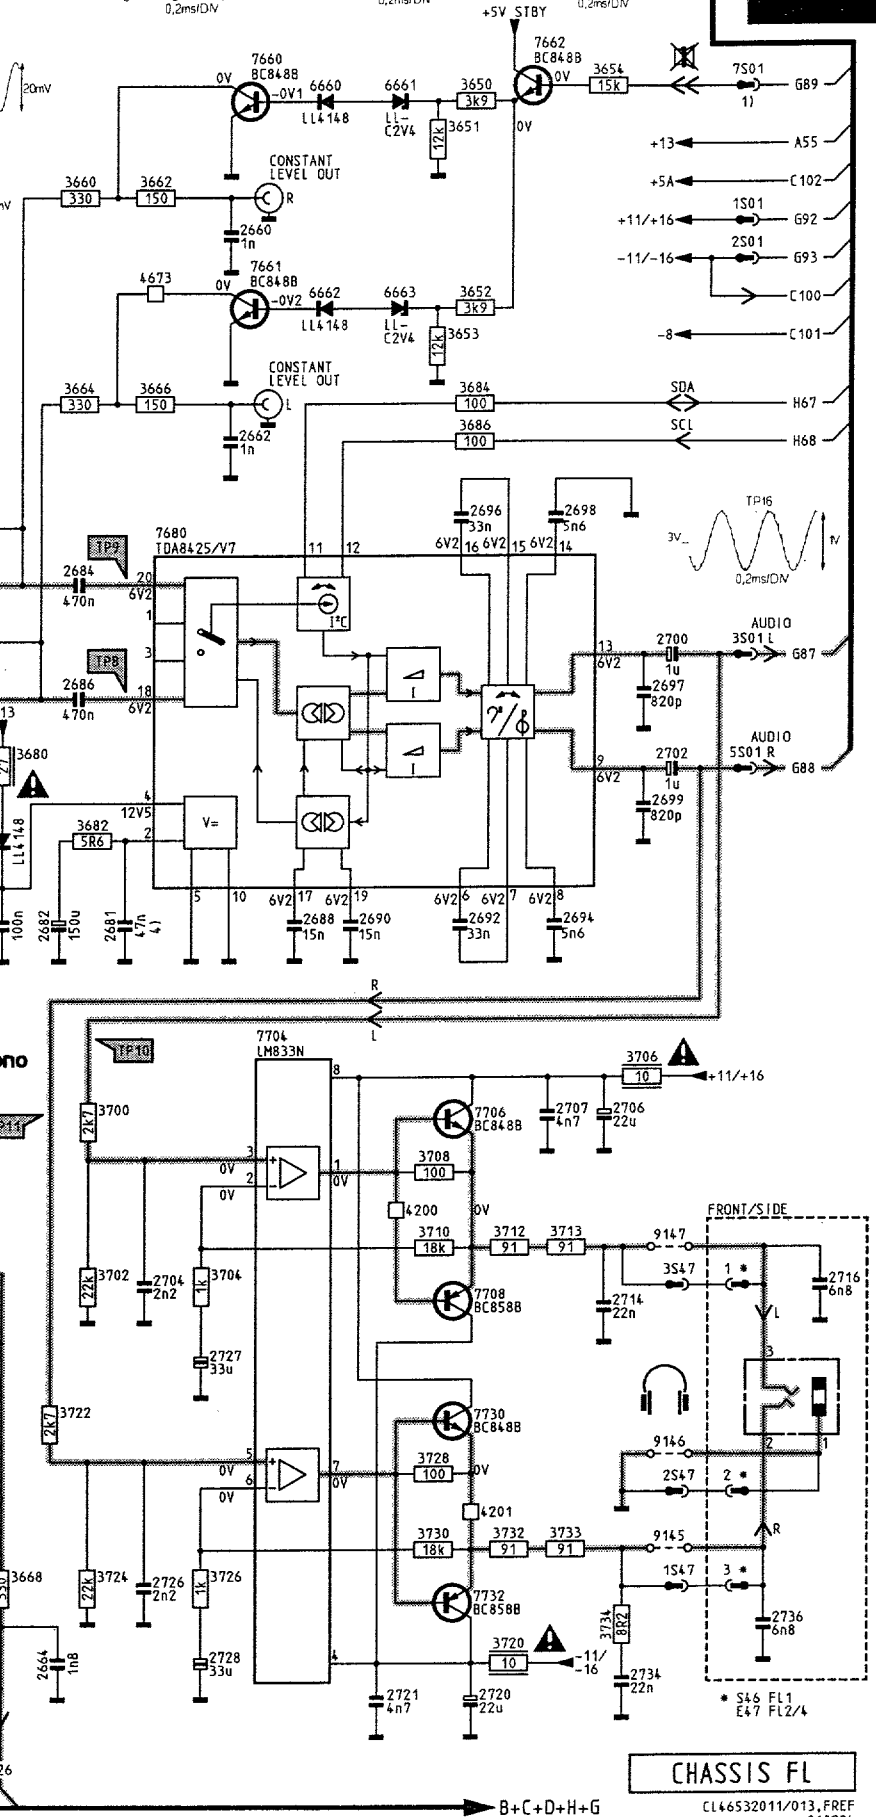 0,2ms/DIV
0,2ms/DIV
0,2ms/DIV
+5V STBY
20mV
7660
BC848B
0V
-0V1
6660
LL4148
6661
LL-
C2V4
3650
3k9
3651
12k
7662
BC848B
0V
0V
3654
15k
7S01
1)
G89
+13
A55
+5A
C102
+11/+16
1S01
G92
-11/-16
2S01
G93
C100
-8
C101
CONSTANT
LEVEL OUT
R
3660
330
3662
150
2660
1n
4673
7661
BC848B
0V
-0V2
6662
LL4148
6663
LL-
C2V4
3652
3k9
3653
12k
CONSTANT
LEVEL OUT
L
3664
330
3666
150
2662
1n
3684
100
SDA
H67
3686
100
SCL
H68
7680
TDA8425/V7
TP9
2684
470n
20
6V2
1
3
TP8
2686
470n
18
6V2
11
12
I²C
2696
33n
6V2
16
6V2
15
2698
5n6
6V2
14
TP16
3V
1V
0,2ms/DIV
13
6V2
2700
1u
2697
820p
AUDIO
3S01 L
G87
9
6V2
2702
1u
2699
820p
AUDIO
5S01 R
G88
13
3680
27
LL4148
4
12V5
3682
5R6
2
V=
100n
2682
150u
2681
47n
4)
5
10
6V2
17
2688
15n
6V2
19
2690
15n
6V2
6
2692
33n
6V2
7
6V2
8
2694
5n6
R
L
ono
TP10
P11
7704
LM833N
8
3706
10
+11/+16
7706
BC848B
2707
4n7
2706
22u
3700
2k7
3
0V
2
0V
1
0V
3708
100
4200
0V
3710
18k
3712
91
3713
91
9147
FRONT/SIDE
3702
22k
2704
2n2
3704
1k
2727
33u
7708
BC858B
2714
22n
3S47
1 *
2716
6n8
L
3
3722
2k7
7730
BC848B
5
0V
6
0V
7
0V
3728
100
0V
4201
3730
18k
3732
91
3733
91
9146
2
1
2S47
2 *
R
9145
1S47
3 *
3668
330
3724
22k
2726
2n2
3726
1k
2728
33u
7732
BC858B
3734
8R2
2734
22n
2736
6n8
2664
1n8
4
3720
10
-11/
-16
2721
4n7
2720
22u
* S46 FL1
E47 FL2/4
26
CHASSIS FL
B+C+D+H+G
CL46532011/013,FREF